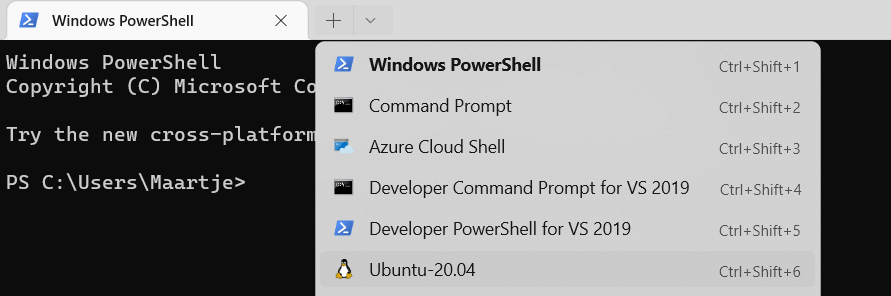 Windows PowerShell
Windows PowerShell
Copyright (C) Microsoft Co
Try the new cross-platform
PS C:\Users\Maartje>
Windows PowerShell Ctrl+Shift+1
Command Prompt Ctrl+Shift+2
Azure Cloud Shell Ctrl+Shift+3
Developer Command Prompt for VS 2019 Ctrl+Shift+4
Developer PowerShell for VS 2019 Ctrl+Shift+5
Ubuntu-20.04 Ctrl+Shift+6